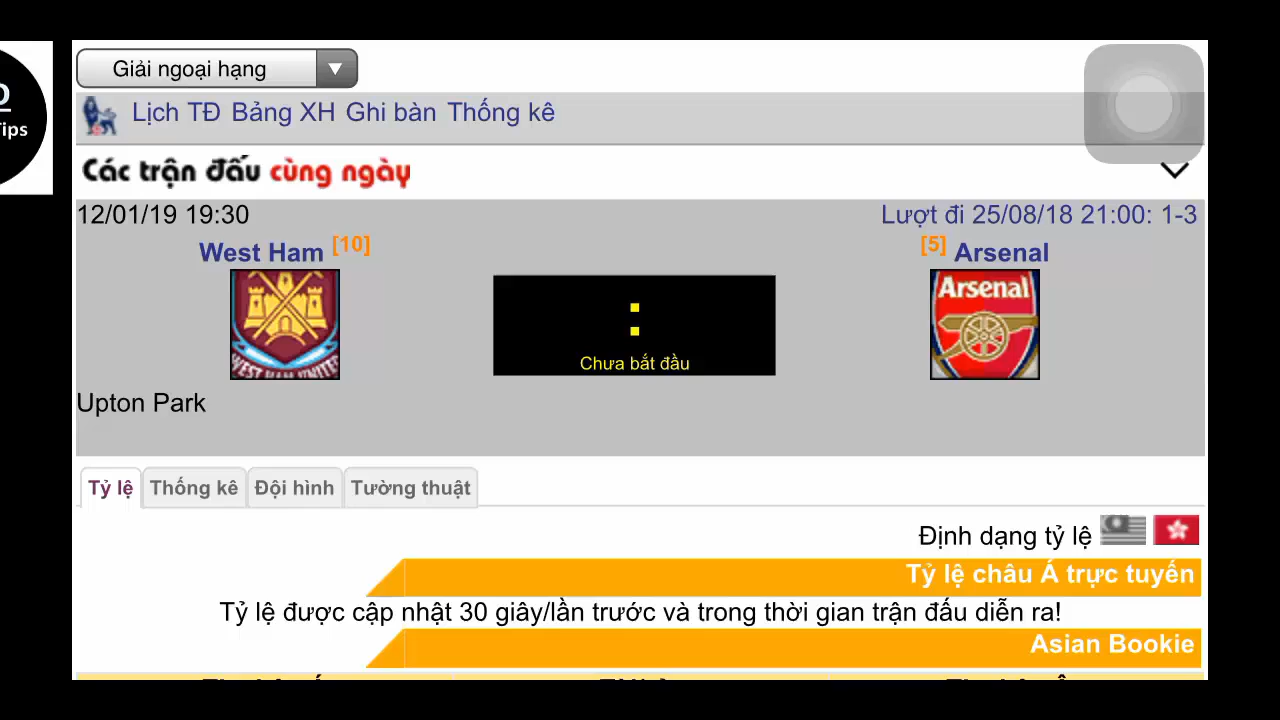 Giải ngoại hạng
Tips
Lịch TĐ Bảng XH Ghi bàn Thống kê
Các trận đấu cùng ngày
12/01/19 19:30 Lượt đi 25/08/18 21:00: 1-3
West Ham [10] [5] Arsenal
WEST HAM UNITED
Arsenal
:
Chưa bắt đầu
Upton Park
Tỷ lệ Thống kê Đội hình Tường thuật
Định dạng tỷ lệ
Tỷ lệ châu Á trực tuyến
Tỷ lệ được cập nhật 30 giây/lần trước và trong thời gian trận đấu diễn ra!
Asian Bookie